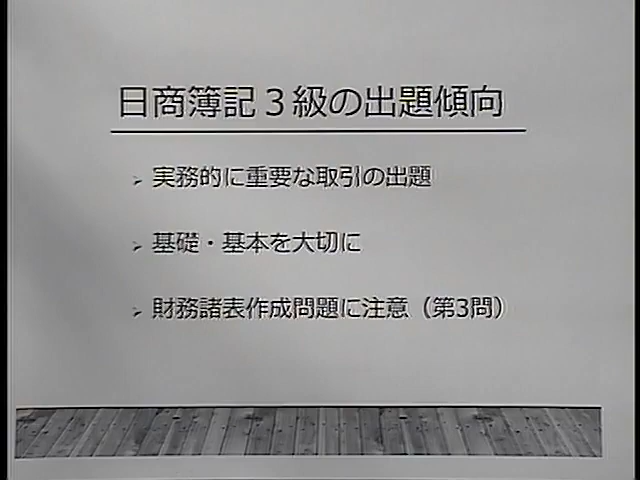 日商簿記３級の出題傾向
➢ 実務的に重要な取引の出題
➢ 基礎・基本を大切に
➢ 財務諸表作成問題に注意（第3問）